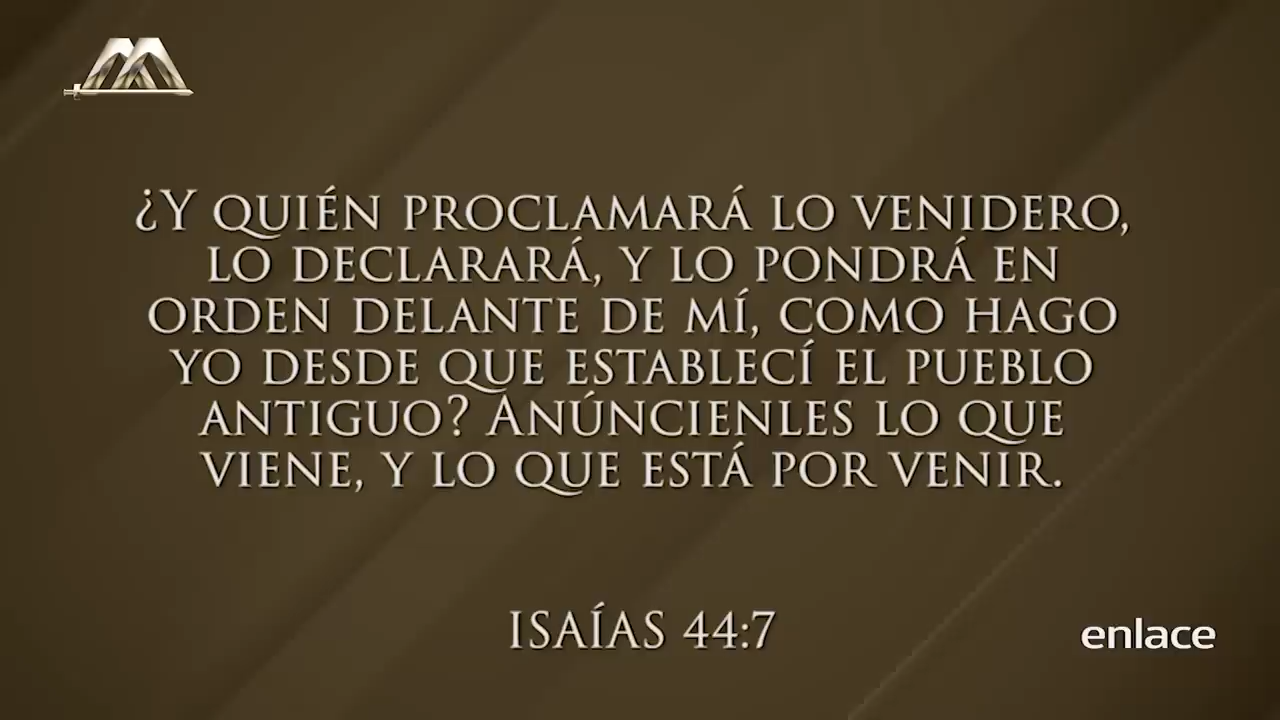 ¿Y QUIÉN PROCLAMARÁ LO VENIDERO,
LO DECLARARÁ, Y LO PONDRÁ EN
ORDEN DELANTE DE MÍ, COMO HAGO
YO DESDE QUE ESTABLECÍ EL PUEBLO
ANTIGUO? ANÚNCIENLES LO QUE
VIENE, Y LO QUE ESTÁ POR VENIR.
ISAÍAS 44:7
enlace